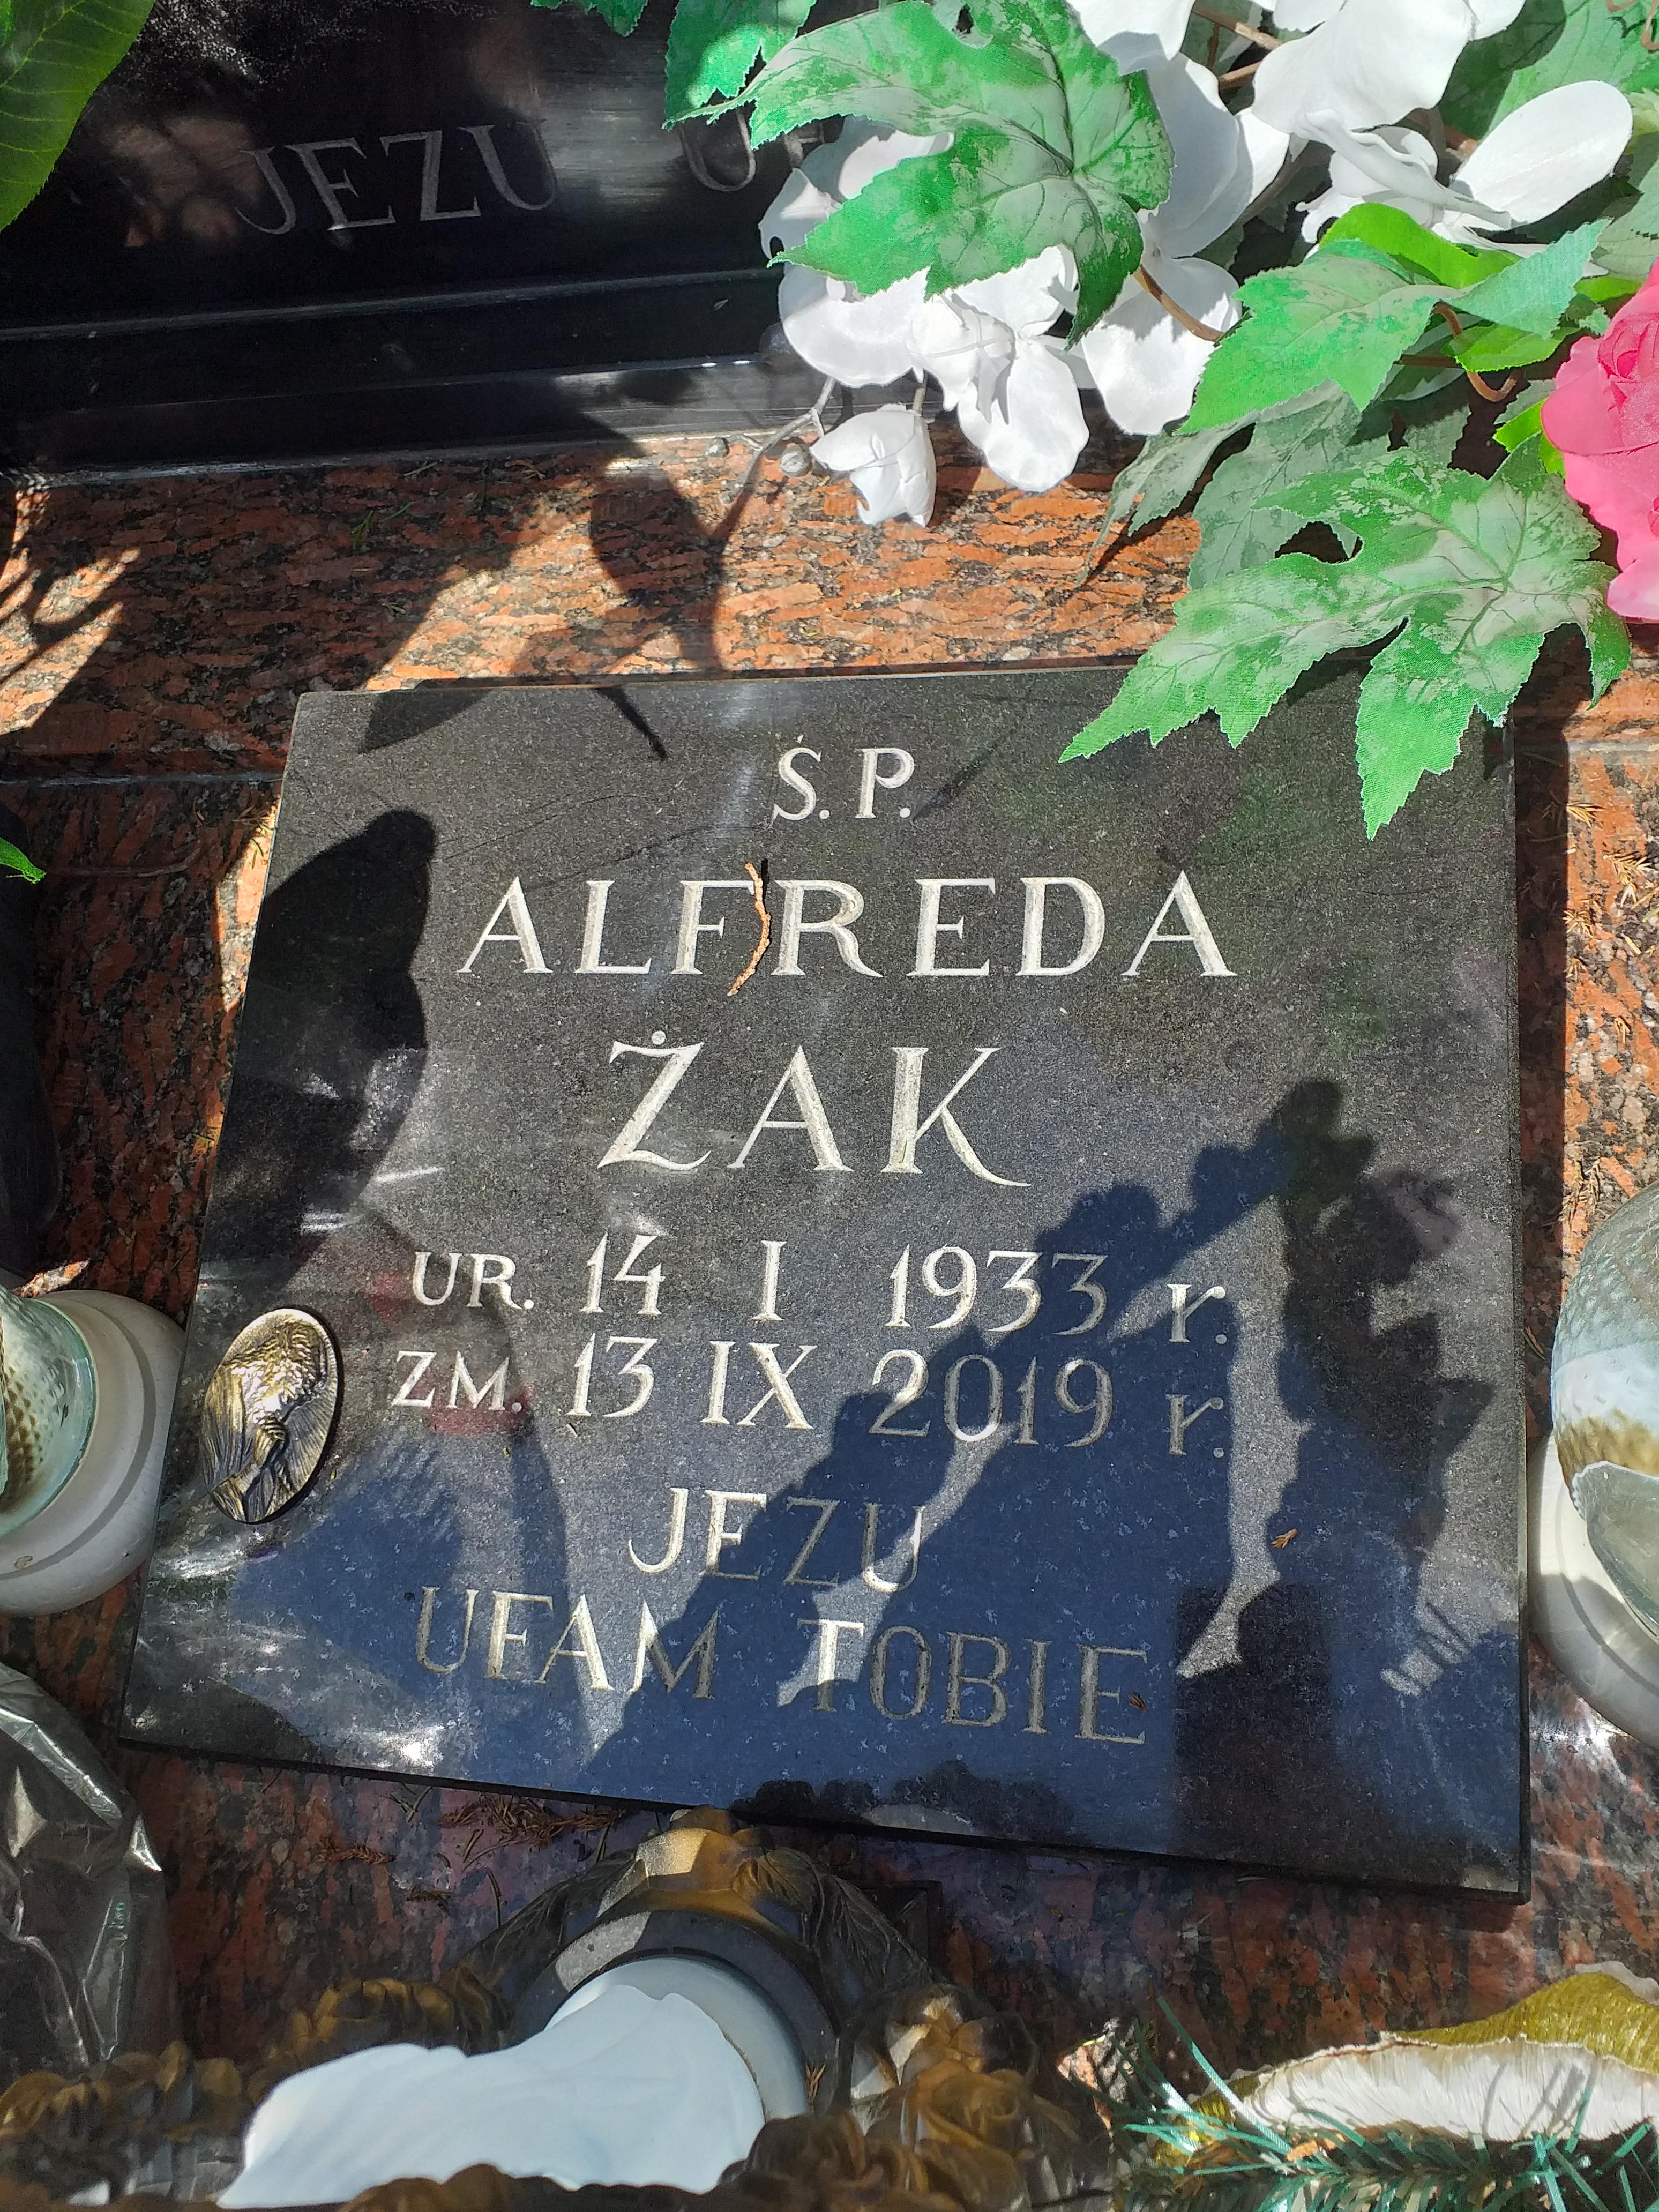 JEZU
Ś.P.
ALFREDA
ŻAK
UR. 14 I 1933 r.
ZM. 13 IX 2019 r.
JEZU
UFAM TOBIE